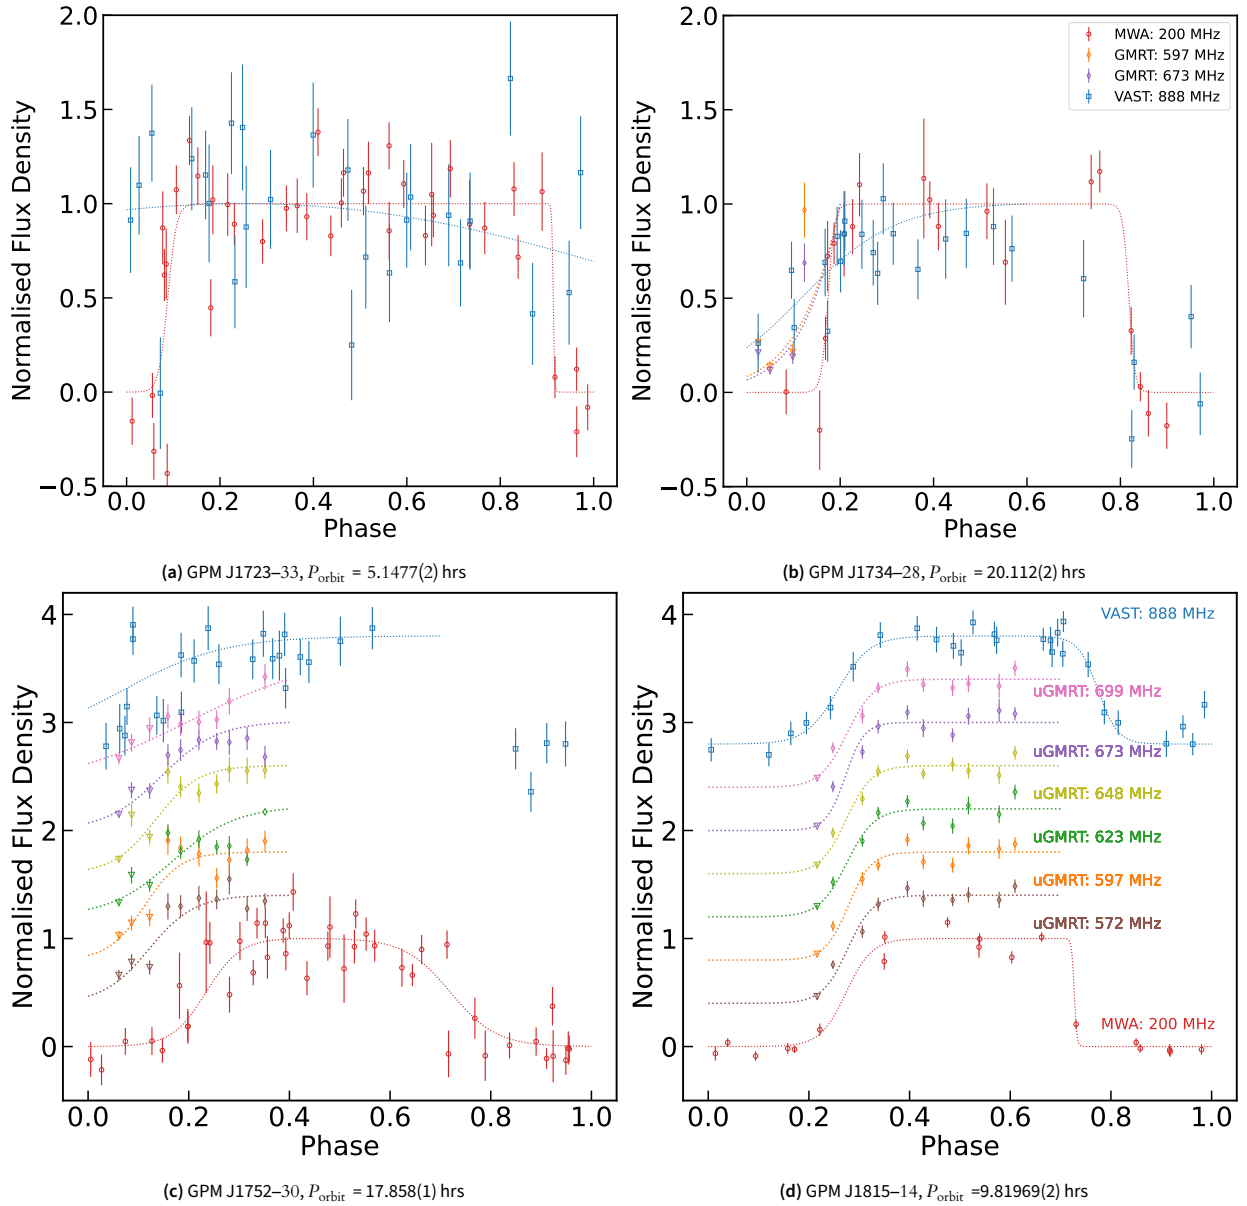 2.0
1.5
1.0
0.5
0.0
−0.5
Normalised Flux Density
0.0 0.2 0.4 0.6 0.8 1.0
Phase
(a) GPM J1723–33, P_orbit = 5.1477(2) hrs
2.0
1.5
1.0
0.5
0.0
−0.5
Normalised Flux Density
MWA: 200 MHz
GMRT: 597 MHz
GMRT: 673 MHz
VAST: 888 MHz
0.0 0.2 0.4 0.6 0.8 1.0
Phase
(b) GPM J1734–28, P_orbit = 20.112(2) hrs
4
3
2
1
0
Normalised Flux Density
0.0 0.2 0.4 0.6 0.8 1.0
Phase
(c) GPM J1752–30, P_orbit = 17.858(1) hrs
4
3
2
1
0
Normalised Flux Density
VAST: 888 MHz
uGMRT: 699 MHz
uGMRT: 673 MHz
uGMRT: 648 MHz
uGMRT: 623 MHz
uGMRT: 597 MHz
uGMRT: 572 MHz
MWA: 200 MHz
0.0 0.2 0.4 0.6 0.8 1.0
Phase
(d) GPM J1815–14, P_orbit =9.81969(2) hrs